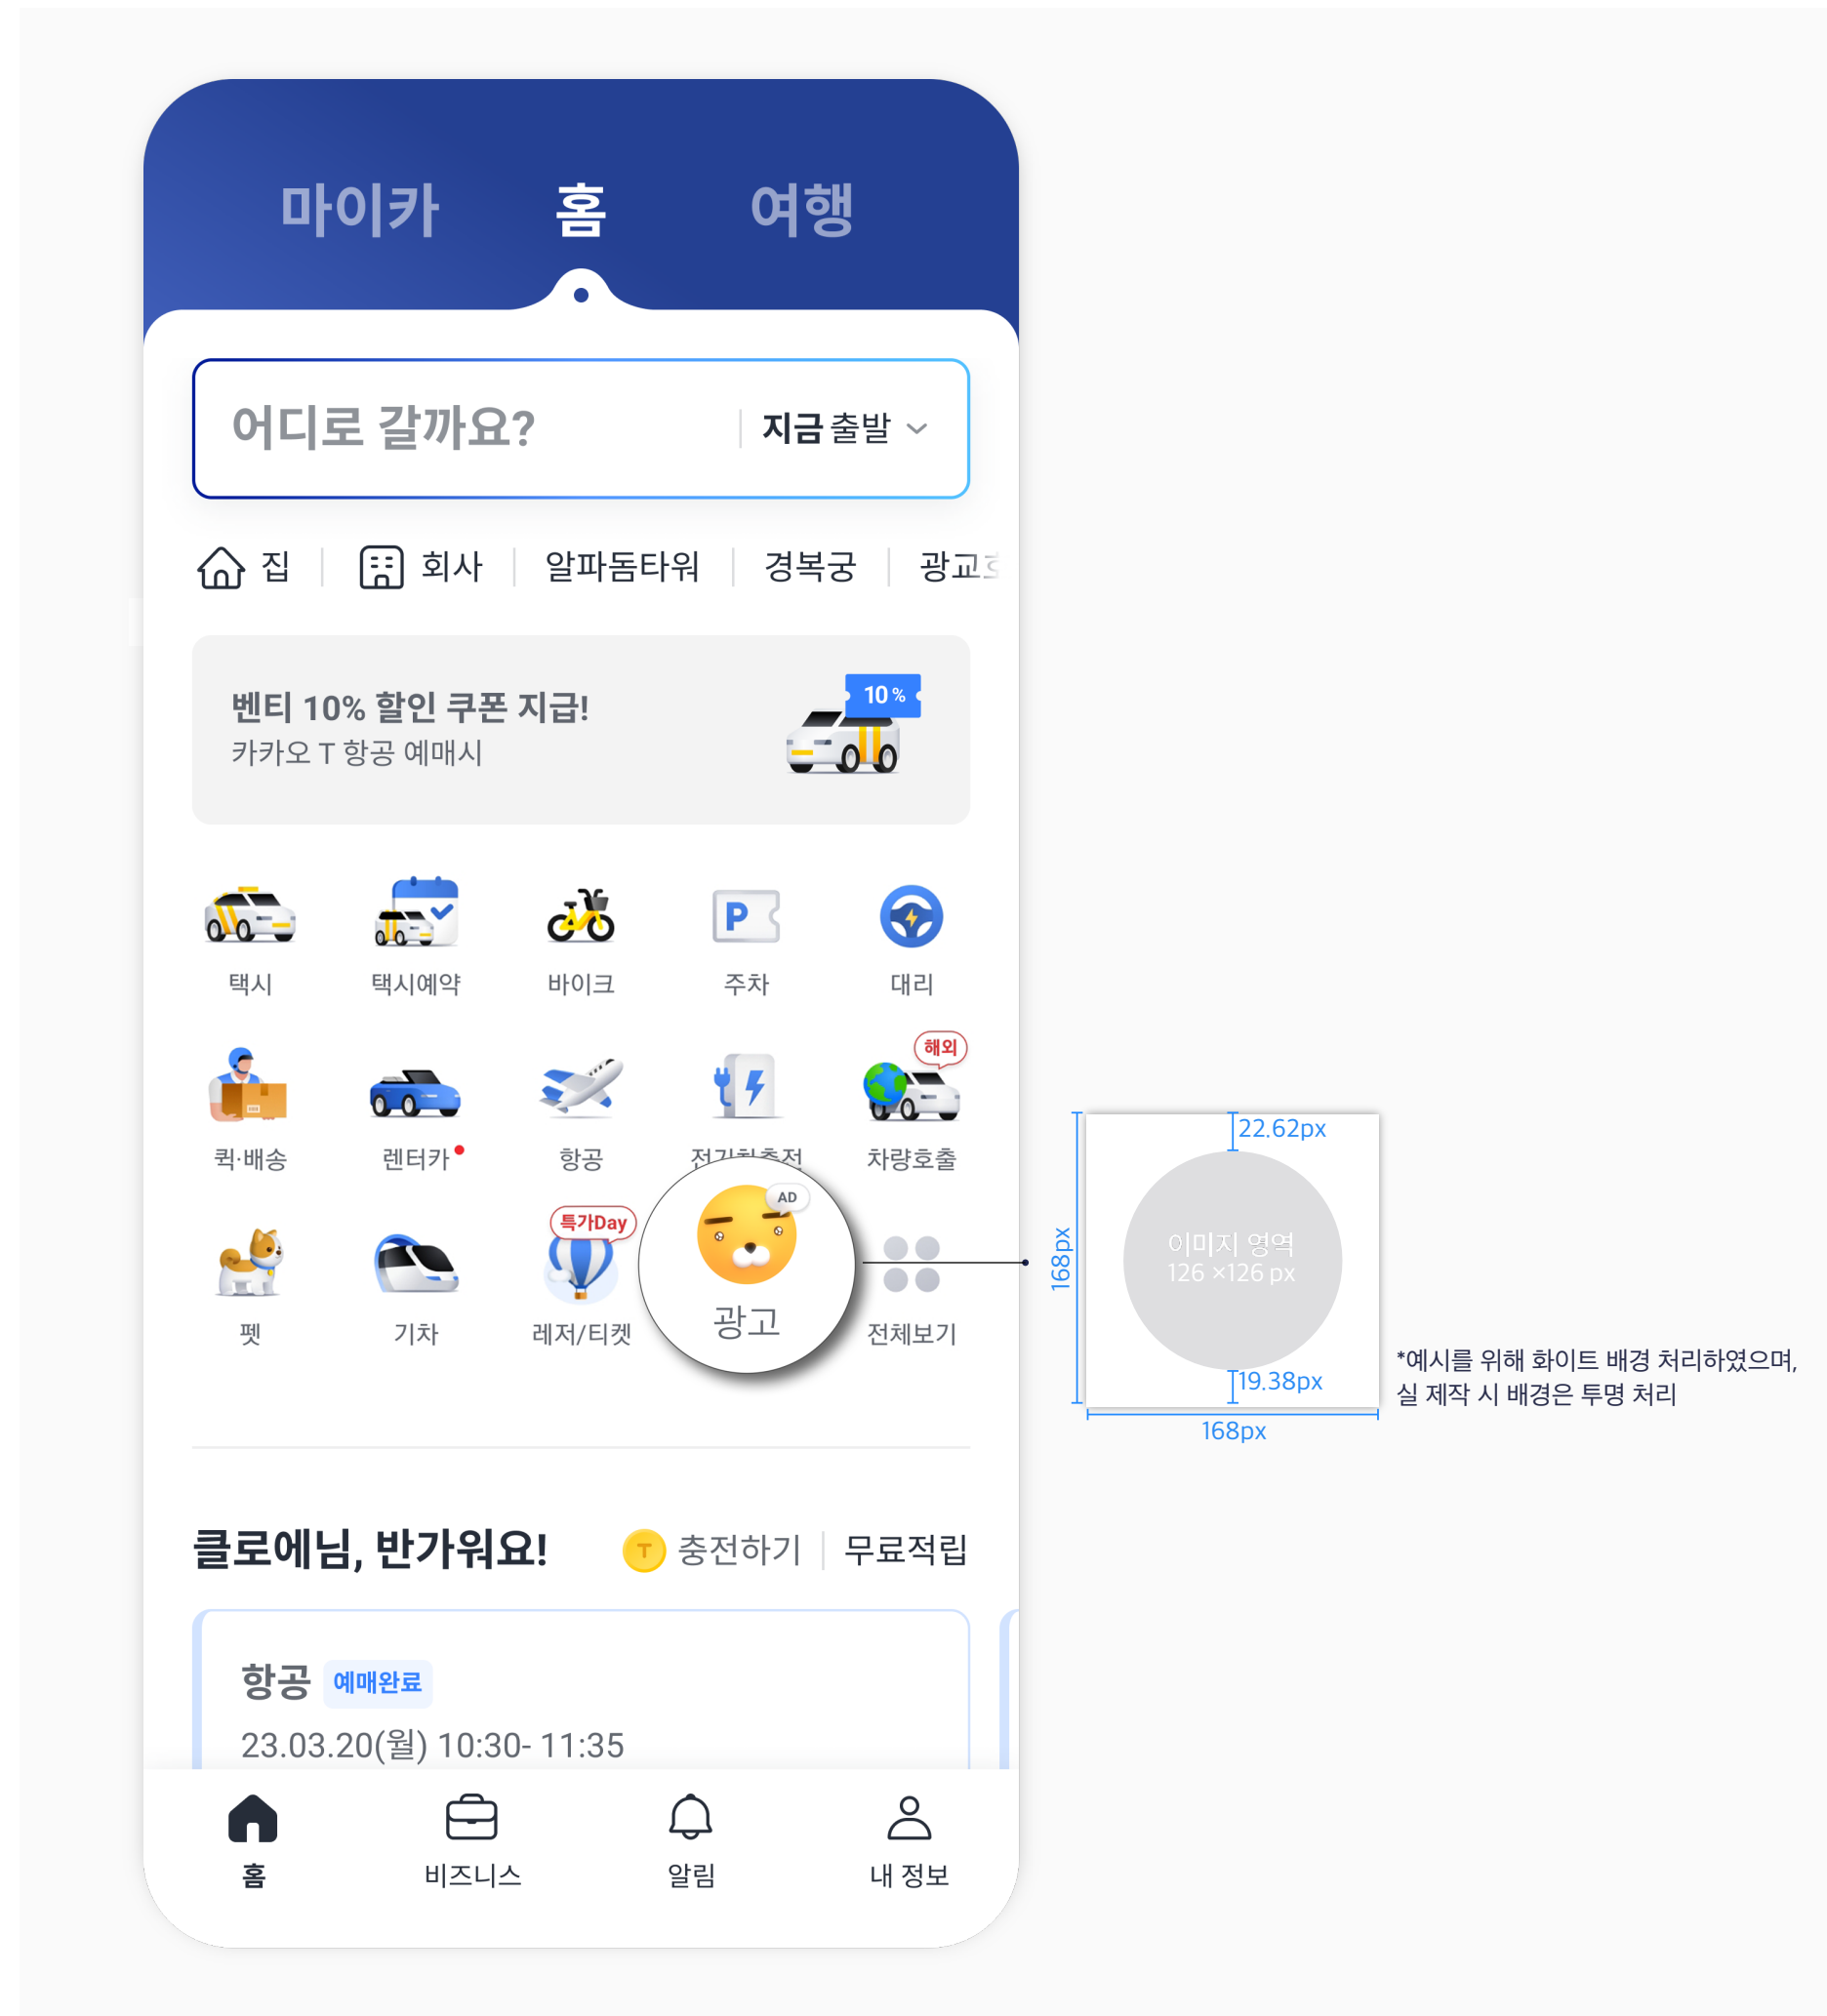 마이카
홈
여행
어디로 갈까요?
지금 출발
집
회사
알파돔타워
경복궁
광교
벤티 10% 할인 쿠폰 지급!
카카오 T 항공 예매시
10 %
택시
택시예약
바이크
P
주차
대리
해외
퀵·배송
렌터카
항공
차량호출
특가Day
AD
펫
기차
레저/티켓
광고
전체보기
22.62px
168px
이미지 영역
126 ×126 px
19.38px
168px
*예시를 위해 화이트 배경 처리하였으며,
실 제작 시 배경은 투명 처리
클로에님, 반가워요!
T 충전하기
무료적립
항공 예매완료
23.03.20(월) 10:30- 11:35
홈
비즈니스
알림
내 정보